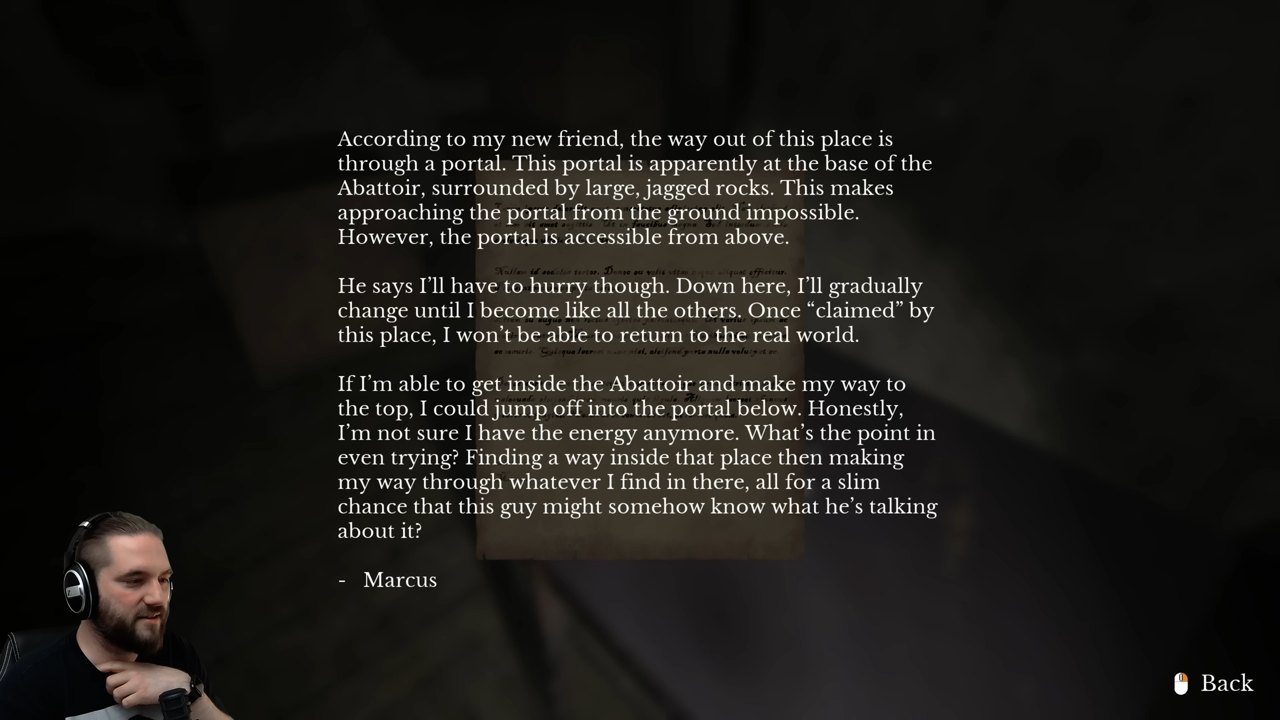 According to my new friend, the way out of this place is
through a portal. This portal is apparently at the base of the
Abattoir, surrounded by large, jagged rocks. This makes
approaching the portal from the ground impossible.
However, the portal is accessible from above.
He says I’ll have to hurry though. Down here, I’ll gradually
change until I become like all the others. Once “claimed” by
this place, I won’t be able to return to the real world.
If I’m able to get inside the Abattoir and make my way to
the top, I could jump off into the portal below. Honestly,
I’m not sure I have the energy anymore. What’s the point in
even trying? Finding a way inside that place then making
my way through whatever I find in there, all for a slim
chance that this guy might somehow know what he’s talking
about it?
- Marcus
Back